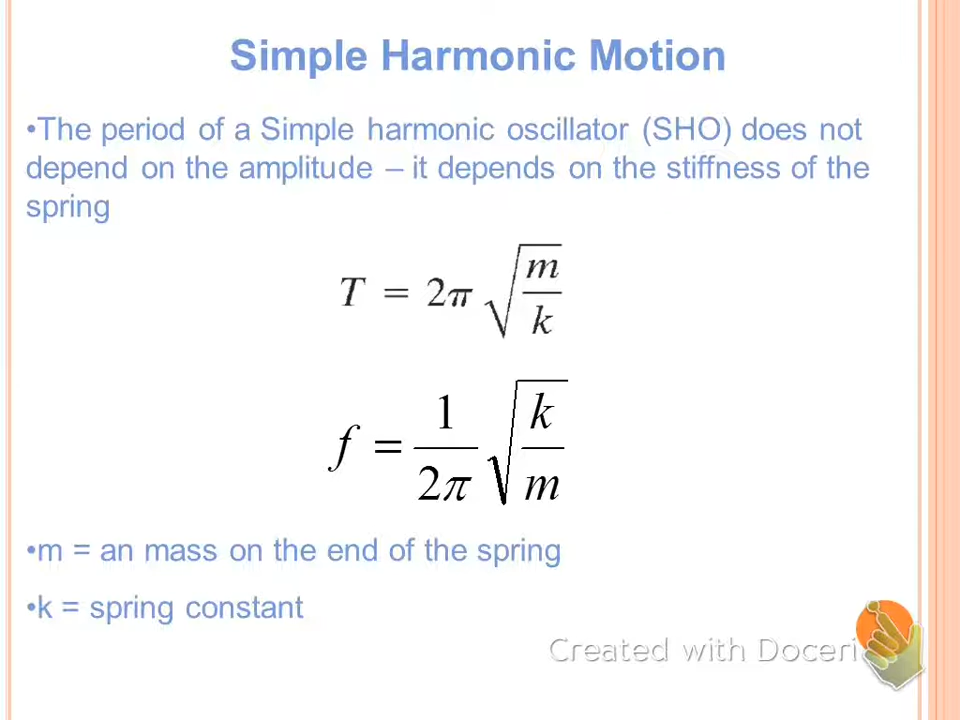 Simple Harmonic Motion
•The period of a Simple harmonic oscillator (SHO) does not
depend on the amplitude – it depends on the stiffness of the
spring
T = 2π √(m/k)
f = 1/(2π) √(k/m)
•m = an mass on the end of the spring
•k = spring constant
Created with Doceri